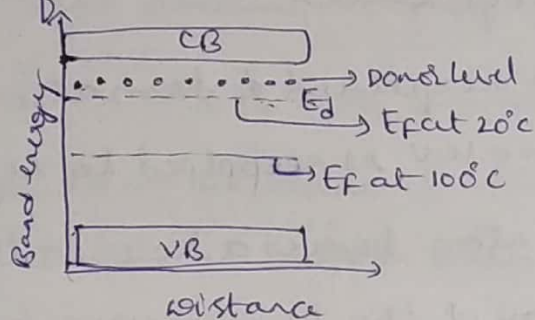 CB
Donor level
Ed
Ef at 20°C
Ef at 100°C
VB
Band energy
distance